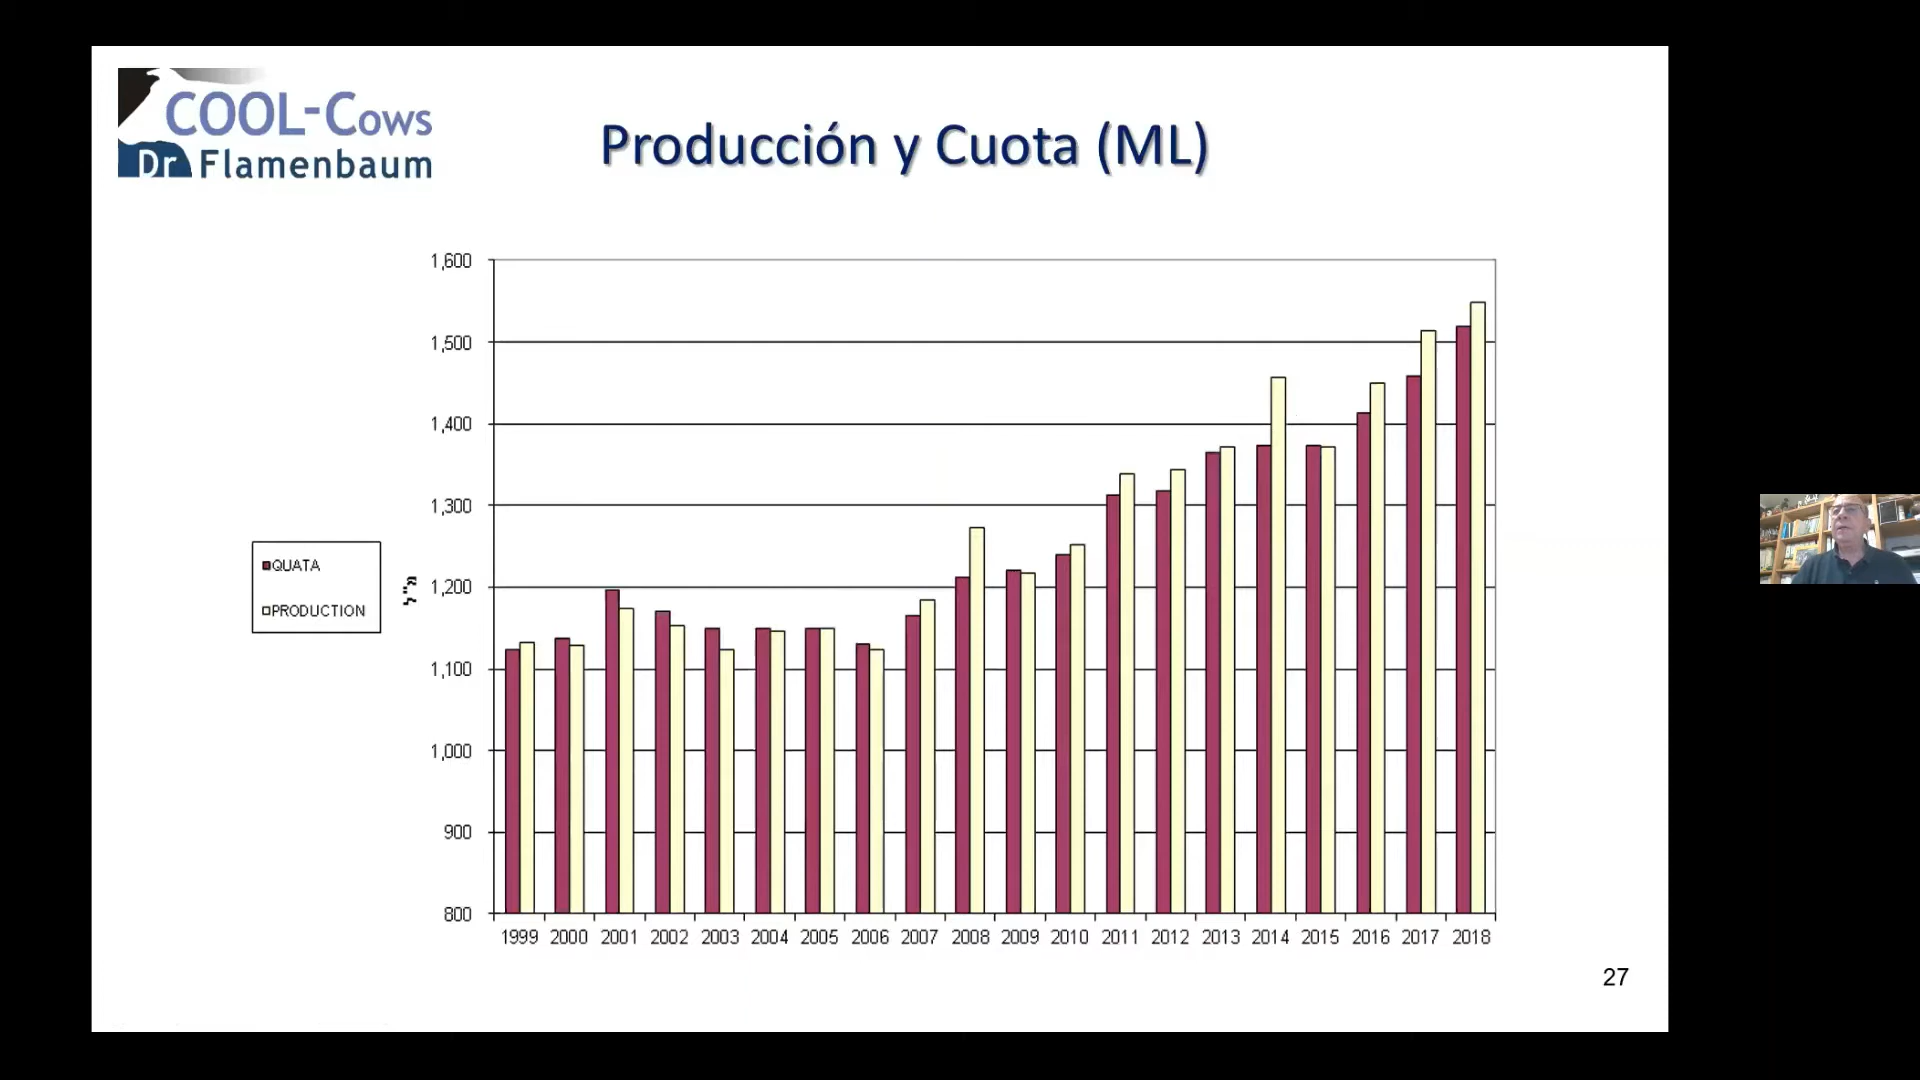 COOL-Cows
Dr Flamenbaum
Producción y Cuota (ML)
1,600
1,500
1,400
1,300
1,200
1,100
1,000
900
800
מ"ל
QUATA
PRODUCTION
1999 2000 2001 2002 2003 2004 2005 2006 2007 2008 2009 2010 2011 2012 2013 2014 2015 2016 2017 2018
27